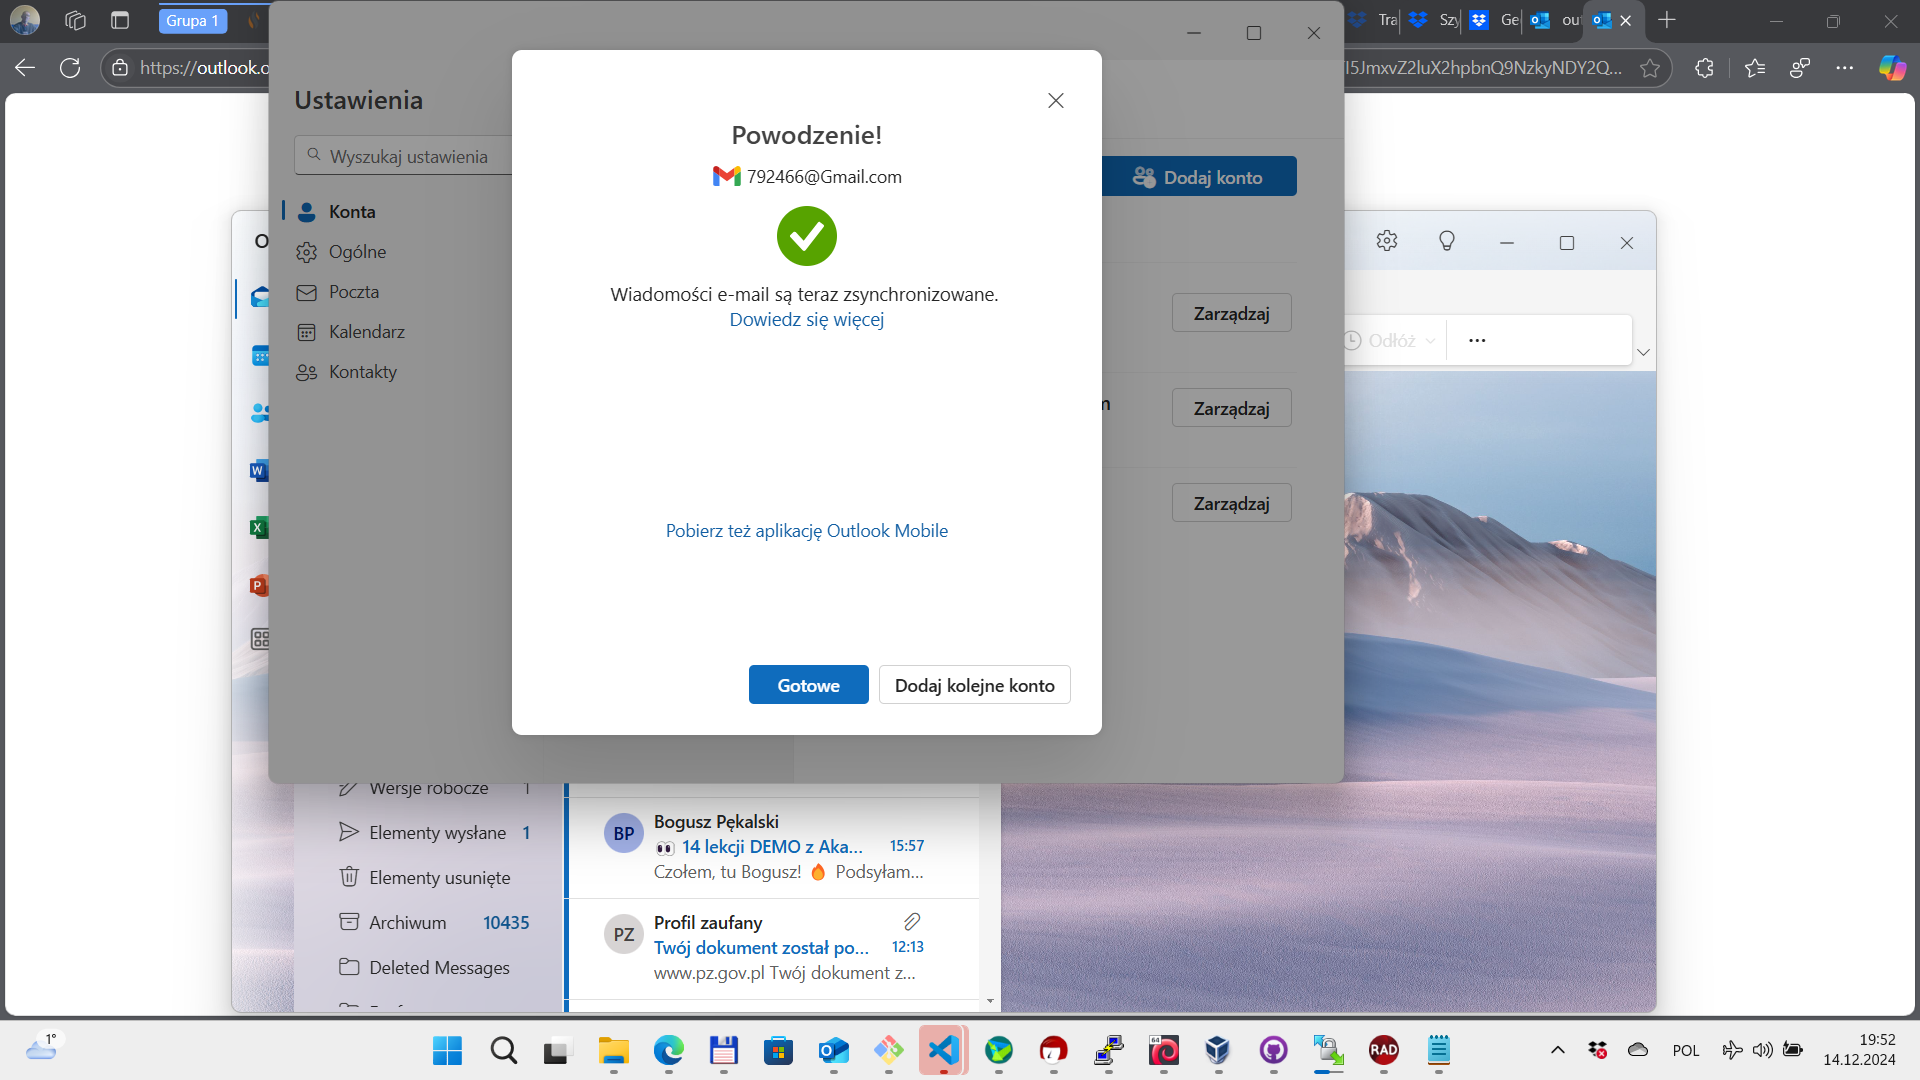 Grupa 1
Tra
Szy
Ge
ou
https://outlook.o
I5JmxvZ2luX2hpbnQ9NzkyNDY2Q...
Ustawienia
Wyszukaj ustawienia
Konta
Ogólne
Poczta
Kalendarz
Kontakty
Powodzenie!
792466@Gmail.com
Wiadomości e-mail są teraz zsynchronizowane.
Dowiedz się więcej
Pobierz też aplikację Outlook Mobile
Gotowe
Dodaj kolejne konto
Dodaj konto
Zarządzaj
Zarządzaj
Zarządzaj
Odłóż
Wersje robocze 1
Elementy wysłane 1
Elementy usunięte
Archiwum 10435
Deleted Messages
BP
Bogusz Pękalski
14 lekcji DEMO z Aka... 15:57
Czołem, tu Bogusz! Podsyłam...
PZ
Profil zaufany
Twój dokument został po... 12:13
www.pz.gov.pl Twój dokument z...
1°
64
RAD
POL
19:52
14.12.2024